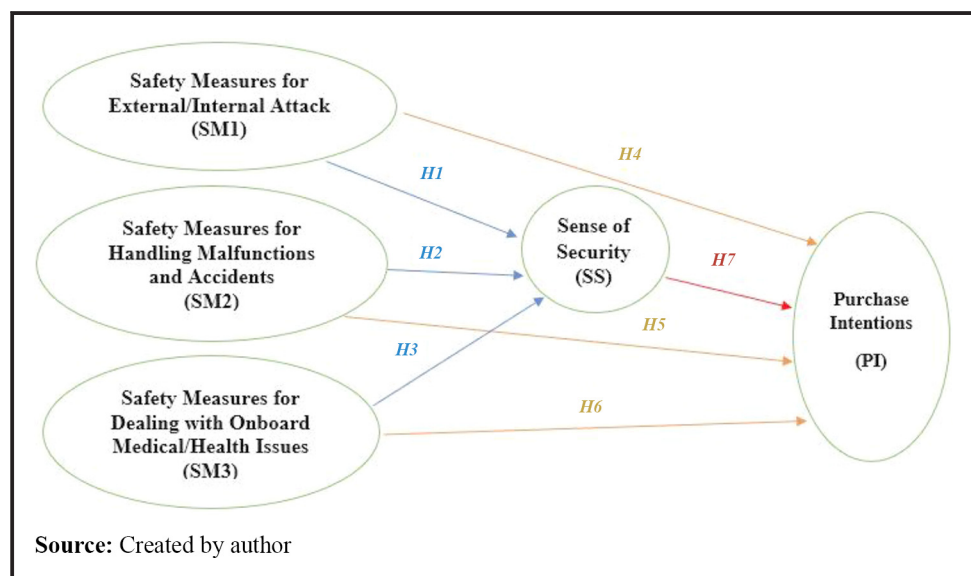 Safety Measures for
External/Internal Attack
(SM1)
H4
H1
Safety Measures for
Handling Malfunctions
and Accidents
(SM2)
H2
Sense of
Security
(SS)
H7
Purchase
Intentions
(PI)
H5
H3
Safety Measures for
Dealing with Onboard
Medical/Health Issues
(SM3)
H6
Source: Created by author